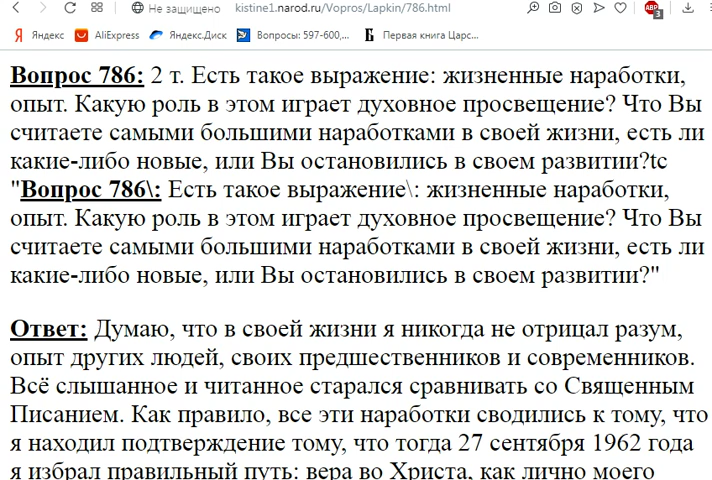 Не защищено kistine1.narod.ru/Vopros/Lapkin/786.html ABP 3
Яндекс AliExpress Яндекс.Диск Вопросы: 597-600,... Первая книга Царс...
Вопрос 786: 2 т. Есть такое выражение: жизненные наработки,
опыт. Какую роль в этом играет духовное просвещение? Что Вы
считаете самыми большими наработками в своей жизни, есть ли
какие-либо новые, или Вы остановились в своем развитии?tc
"Вопрос 786\: Есть такое выражение\: жизненные наработки,
опыт. Какую роль в этом играет духовное просвещение? Что Вы
считаете самыми большими наработками в своей жизни, есть ли
какие-либо новые, или Вы остановились в своем развитии?"
Ответ: Думаю, что в своей жизни я никогда не отрицал разум,
опыт других людей, своих предшественников и современников.
Всё слышанное и читанное старался сравнивать со Священным
Писанием. Как правило, все эти наработки сводились к тому, что
я находил подтверждение тому, что тогда 27 сентября 1962 года
я избрал правильный путь: вера во Христа, как лично моего